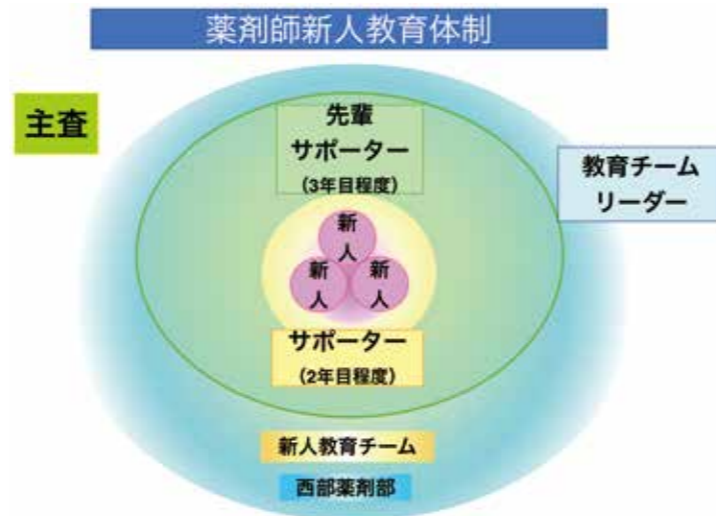 薬剤師新人教育体制
主査
先輩
サポーター
（3年目程度）
教育チーム
リーダー
新
人
新
人
新
人
サポーター
（2年目程度）
新人教育チーム
西部薬剤部